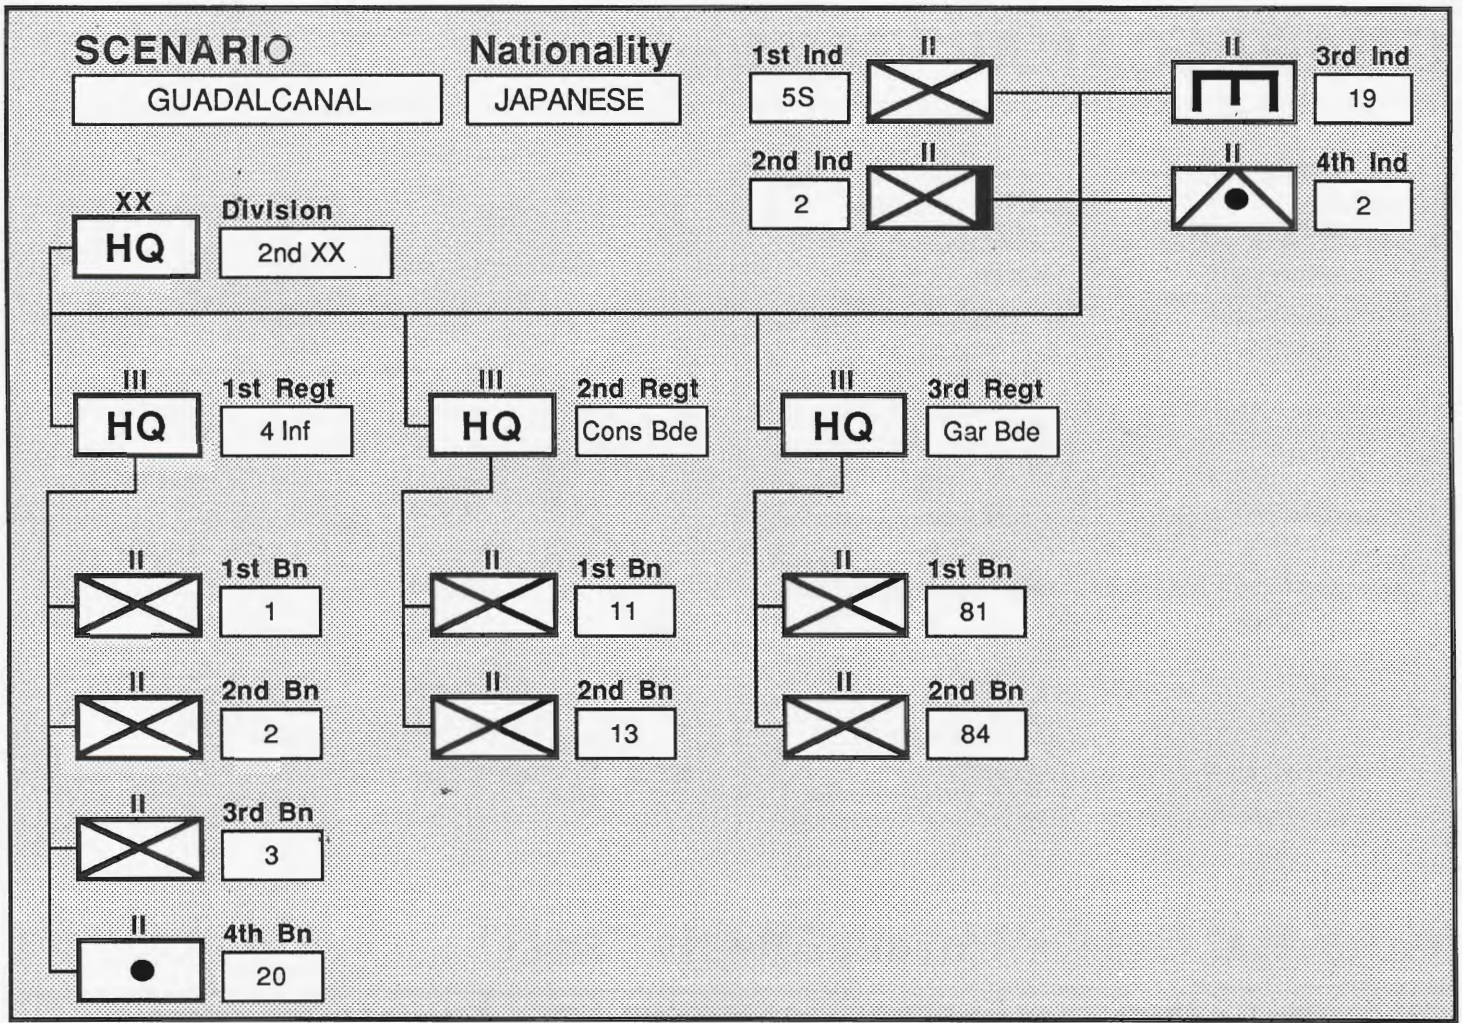 SCENARIO
Nationality
GUADALCANAL
JAPANESE
1st Ind
5S
II
II
3rd Ind
19
2nd Ind
2
II
II
4th Ind
2
XX
HQ
Division
2nd XX
III
HQ
1st Regt
4 Inf
III
HQ
2nd Regt
Cons Bde
III
HQ
3rd Regt
Gar Bde
II
1st Bn
1
II
1st Bn
11
II
1st Bn
81
II
2nd Bn
2
II
2nd Bn
13
II
2nd Bn
84
II
3rd Bn
3
II
4th Bn
20